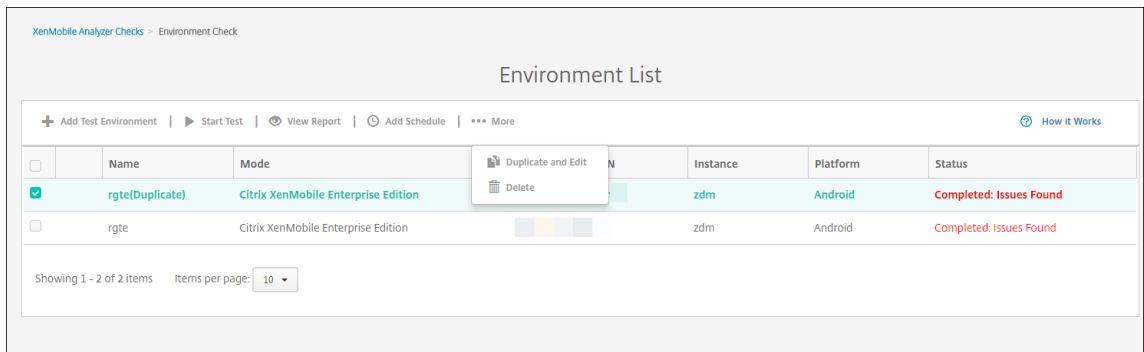 XenMobile Analyzer Checks > Environment Check
Environment List
Add Test Environment | Start Test | View Report | Add Schedule | ••• More
How it Works
Duplicate and Edit
Delete
Name Mode N Instance Platform Status
rgte(Duplicate) Citrix XenMobile Enterprise Edition zdm Android Completed: Issues Found
rgte Citrix XenMobile Enterprise Edition zdm Android Completed: Issues Found
Showing 1 - 2 of 2 items Items per page: 10